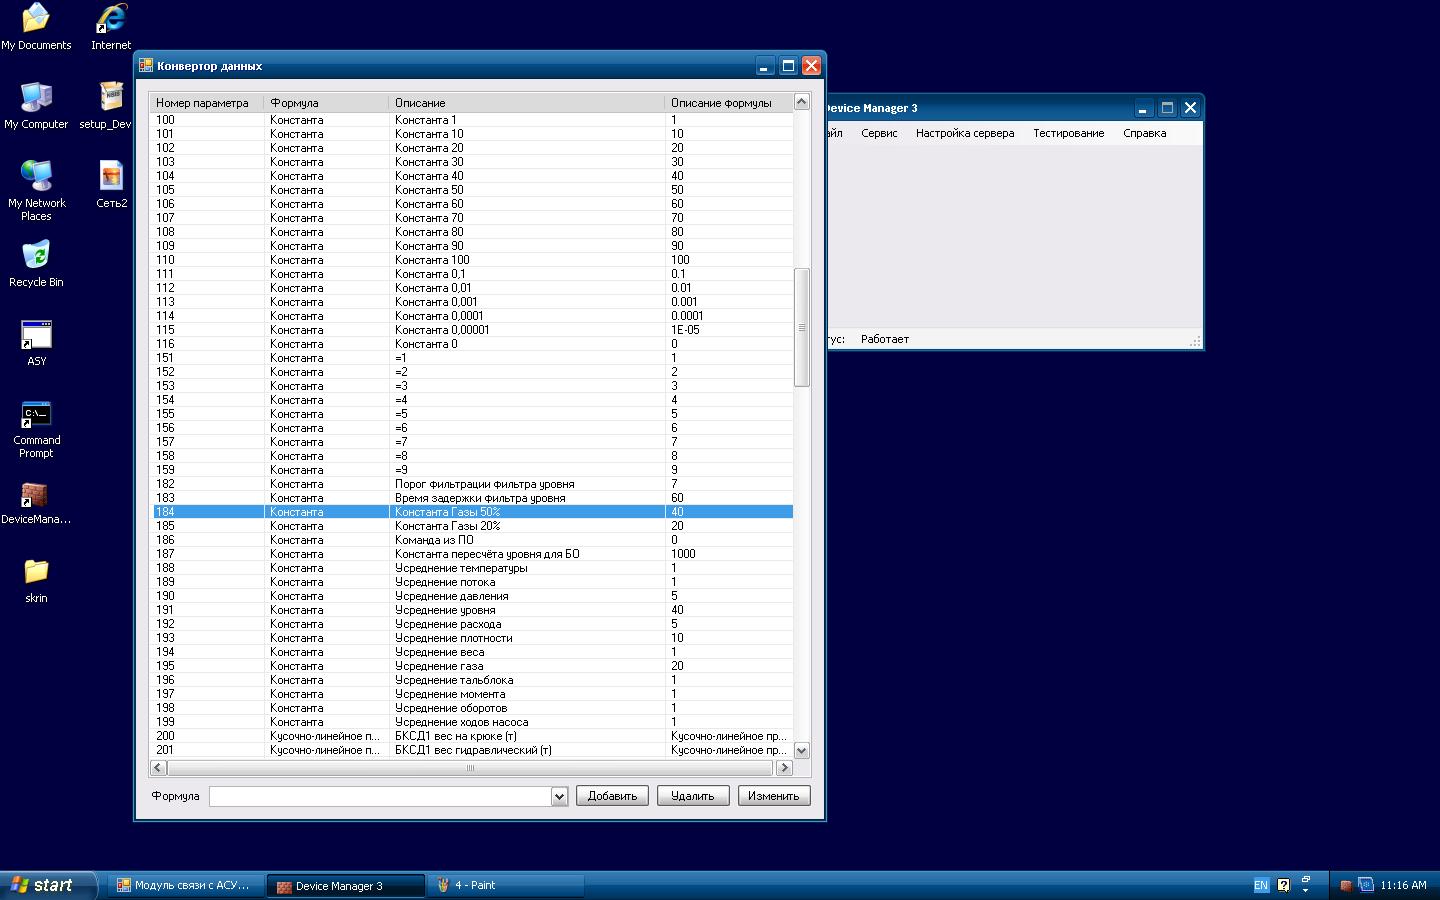 My Documents
Internet
My Computer
setup_Dev
My Network
Places
Сеть2
Recycle Bin
ASY
Command
Prompt
DeviceMana...
skrin
Конвертор данных
Номер параметра Формула Описание Описание формулы
100 Константа Константа 1 1
101 Константа Константа 10 10
102 Константа Константа 20 20
103 Константа Константа 30 30
104 Константа Константа 40 40
105 Константа Константа 50 50
106 Константа Константа 60 60
107 Константа Константа 70 70
108 Константа Константа 80 80
109 Константа Константа 90 90
110 Константа Константа 100 100
111 Константа Константа 0,1 0.1
112 Константа Константа 0,01 0.01
113 Константа Константа 0,001 0.001
114 Константа Константа 0,0001 0.0001
115 Константа Константа 0,00001 1E-05
116 Константа Константа 0 0
151 Константа =1 1
152 Константа =2 2
153 Константа =3 3
154 Константа =4 4
155 Константа =5 5
156 Константа =6 6
157 Константа =7 7
158 Константа =8 8
159 Константа =9 9
182 Константа Порог фильтрации фильтра уровня 7
183 Константа Время задержки фильтра уровня 60
184 Константа Константа Газы 50% 40
185 Константа Константа Газы 20% 20
186 Константа Команда из ПО 0
187 Константа Константа пересчёта уровня для БО 1000
188 Константа Усреднение температуры 1
189 Константа Усреднение потока 1
190 Константа Усреднение давления 5
191 Константа Усреднение уровня 40
192 Константа Усреднение расхода 5
193 Константа Усреднение плотности 10
194 Константа Усреднение веса 1
195 Константа Усреднение газа 20
196 Константа Усреднение тальблока 1
197 Константа Усреднение момента 1
198 Константа Усреднение оборотов 1
199 Константа Усреднение ходов насоса 1
200 Кусочно-линейное п... БКСД1 вес на крюке (т) Кусочно-линейное пр...
201 Кусочно-линейное п... БКСД1 вес гидравлический (т) Кусочно-линейное пр...
Формула Добавить Удалить Изменить
Device Manager 3
айл Сервис Настройка сервера Тестирование Справка
тус: Работает
start Модуль связи с АСУ... Device Manager 3 4 - Paint EN 11:16 AM